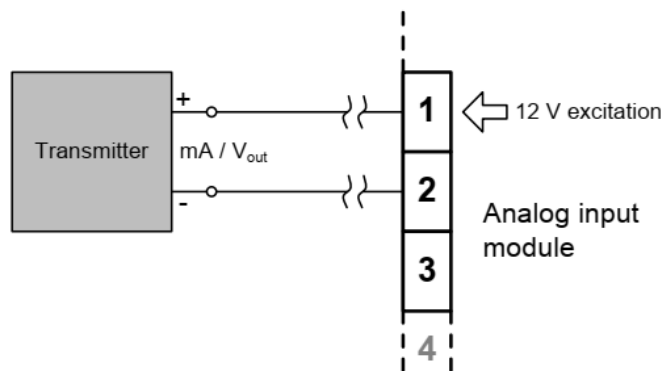 +
1
12 V excitation
Transmitter
mA / Vout
-
2
Analog input
module
3
4